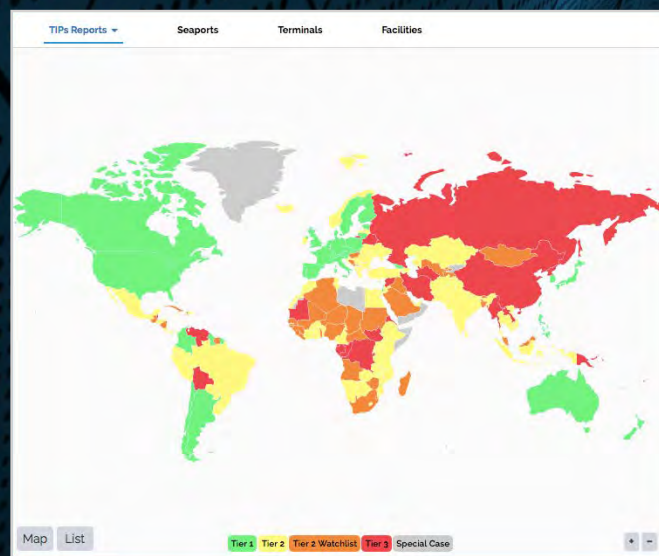 TIPs Reports Seaports Terminals Facilities
Map List Tier 1 Tier 2 Tier 2 Watchlist Tier 3 Special Case + −